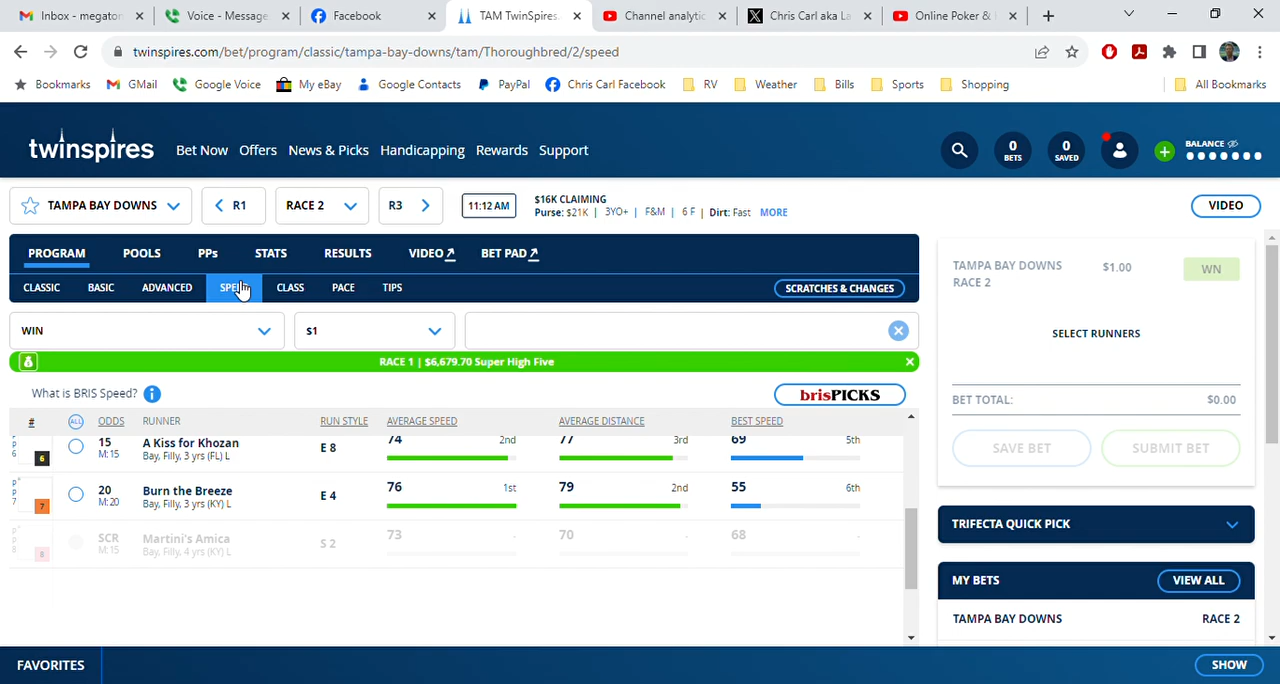 Inbox - megator
Voice - Message
Facebook
TAM TwinSpires.
Channel analytic
Chris Carl aka La
Online Poker &
twinspires.com/bet/program/classic/tampa-bay-downs/tam/Thoroughbred/2/speed
Bookmarks GMail Google Voice My eBay Google Contacts PayPal Chris Carl Facebook RV Weather Bills Sports Shopping All Bookmarks
twinspires Bet Now Offers News & Picks Handicapping Rewards Support
0 BETS
0 SAVED
BALANCE
TAMPA BAY DOWNS R1 RACE 2 R3 11:12 AM
$16K CLAIMING
Purse: $21K | 3YO+ | F&M | 6 F | Dirt: Fast MORE
VIDEO
PROGRAM POOLS PPs STATS RESULTS VIDEO BET PAD
CLASSIC BASIC ADVANCED CLASS PACE TIPS SCRATCHES & CHANGES
WIN $1
RACE 1 | $6,679.70 Super High Five
What is BRIS Speed? i brisPICKS
# ALL ODDS RUNNER RUN STYLE AVERAGE SPEED AVERAGE DISTANCE BEST SPEED
P 6 6 15 M:15 A Kiss for Khozan E 8 74 2nd 77 3rd 69 5th
Bay, Filly, 3 yrs (FL) L
P P 7 7 20 M:20 Burn the Breeze E 4 76 1st 79 2nd 55 6th
Bay, Filly, 3 yrs (KY) L
P P 8 8 SCR M:15 Martini's Amica S 2 73 - 70 - 68 -
Bay, Filly, 4 yrs (KY) L
TAMPA BAY DOWNS $1.00 WN
RACE 2
SELECT RUNNERS
BET TOTAL: $0.00
SAVE BET SUBMIT BET
TRIFECTA QUICK PICK
MY BETS VIEW ALL
TAMPA BAY DOWNS RACE 2
FAVORITES SHOW